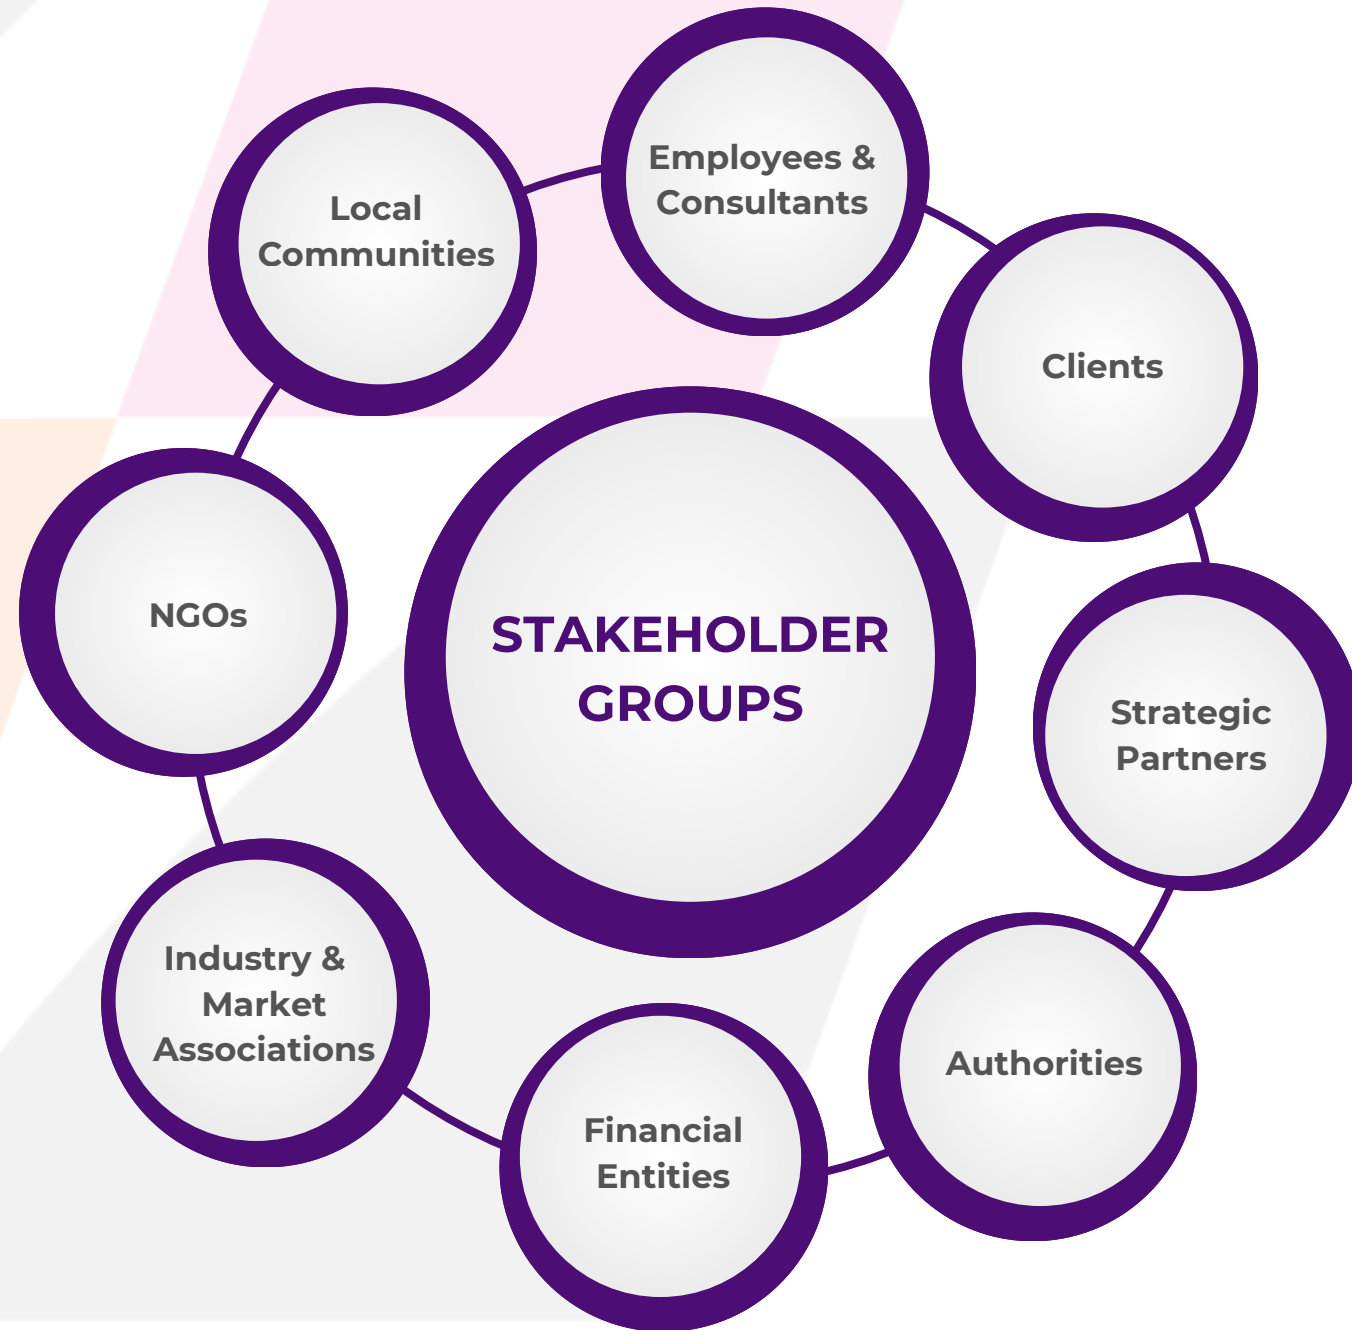 Employees &
Consultants
Local
Communities
Clients
STAKEHOLDER
GROUPS
NGOs
Strategic
Partners
Industry &
Market
Associations
Authorities
Financial
Entities